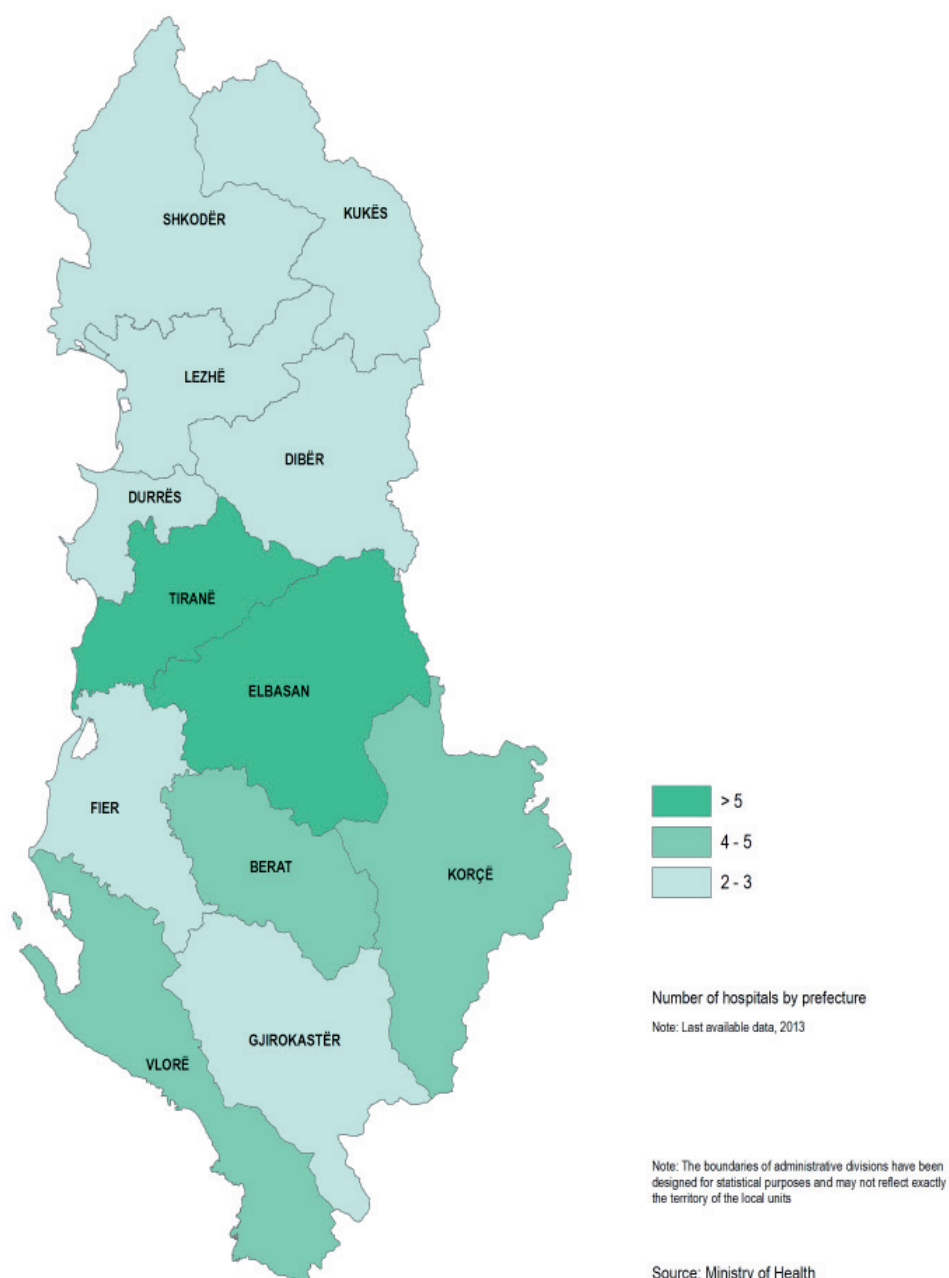 SHKODËR
KUKËS
LEZHË
DIBËR
DURRËS
TIRANË
ELBASAN
FIER
BERAT
KORÇË
GJIROKASTËR
VLORË
> 5
4 - 5
2 - 3
Number of hospitals by prefecture
Note: Last available data, 2013
Note: The boundaries of administrative divisions have been
designed for statistical purposes and may not reflect exactly
the territory of the local units
Source: Ministry of Health